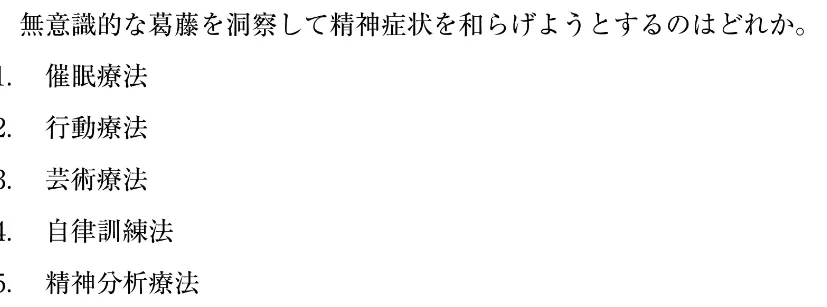 無意識的な葛藤を洞察して精神症状を和らげようとするのはどれか。
1. 催眠療法
2. 行動療法
3. 芸術療法
4. 自律訓練法
5. 精神分析療法